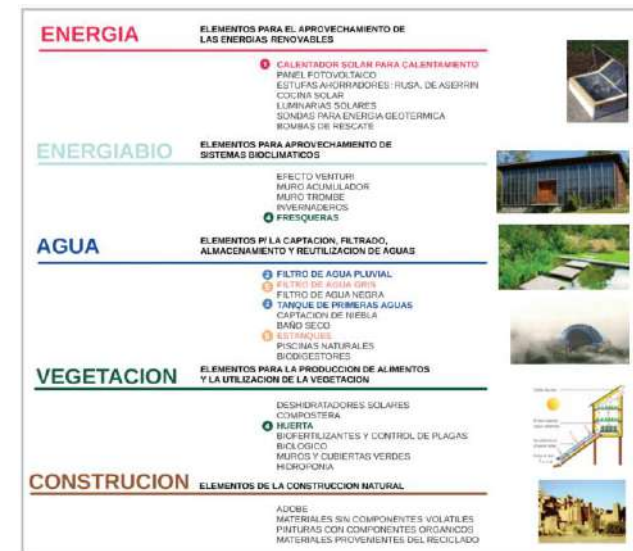 ENERGIA
ELEMENTOS PARA EL APROVECHAMIENTO DE
LAS ENERGIAS RENOVABLES
1 CALENTADOR SOLAR PARA CALENTAMIENTO
PANEL FOTOVOLTAICO
ESTUFAS AHORRADORES: RUSA, DE ASERRIN
COCINA SOLAR
LUMINARIAS SOLARES
SONDAS PARA ENERGIA GEOTERMICA
BOMBAS DE RESCATE
ENERGIABIO
ELEMENTOS PARA APROVECHAMIENTO DE
SISTEMAS BIOCLIMATICOS
EFECTO VENTURI
MURO ACUMULADOR
MURO TROMBE
INVERNADEROS
4 FRESQUERAS
AGUA
ELEMENTOS P/ LA CAPTACION, FILTRADO,
ALMACENAMIENTO Y REUTILIZACION DE AGUAS
2 FILTRO DE AGUA PLUVIAL
FILTRO DE AGUA GRIS
FILTRO DE AGUA NEGRA
TANQUE DE PRIMERAS AGUAS
CAPTACION DE NIEBLA
BAÑO SECO
ESTANQUES
PISCINAS NATURALES
BIODIGESTORES
VEGETACION
ELEMENTOS PARA LA PRODUCCION DE ALIMENTOS
Y LA UTILIZACION DE LA VEGETACION
DESHIDRATADORES SOLARES
COMPOSTERA
4 HUERTA
BIOFERTILIZANTES Y CONTROL DE PLAGAS
BIOLOGICO
MUROS Y CUBIERTAS VERDES
HIDROPONIA
CONSTRUCION
ELEMENTOS DE LA CONSTRUCCION NATURAL
ADOBE
MATERIALES SIN COMPONENTES VOLATILES
PINTURAS CON COMPONENTES ORGANICOS
MATERIALES PROVENIENTES DEL RECICLADO